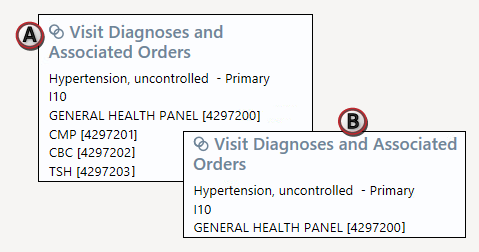 A
Visit Diagnoses and
Associated Orders
Hypertension, uncontrolled - Primary
I10
GENERAL HEALTH PANEL [4297200]
CMP [4297201]
CBC [4297202]
TSH [4297203]
B
Visit Diagnoses and Associated
Orders
Hypertension, uncontrolled - Primary
I10
GENERAL HEALTH PANEL [4297200]